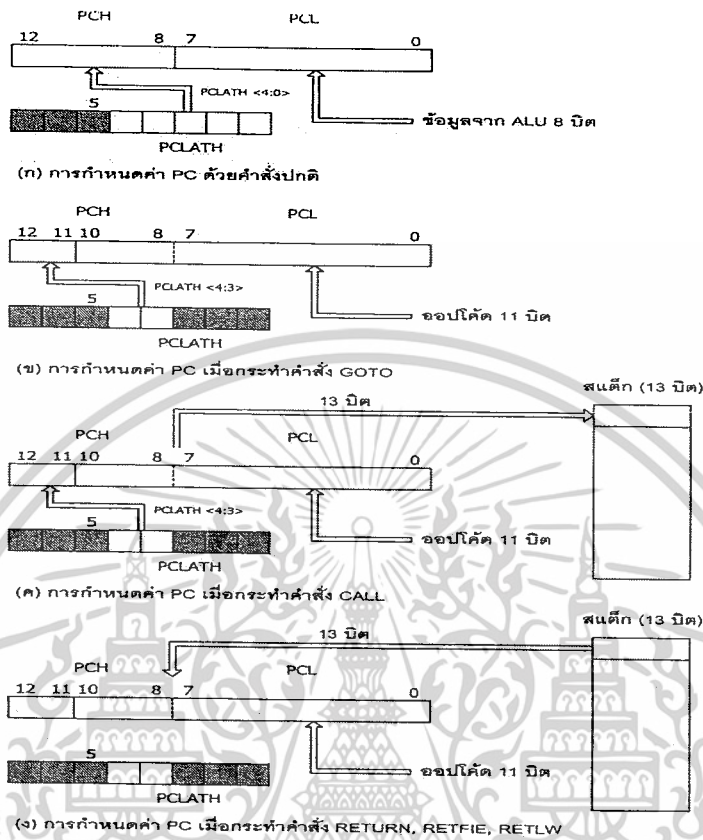 PCH PCL
12 8 7 0
PCLATH <4:0>
5
ข้อมูลจาก ALU 8 บิต
PCLATH
(ก) การกำหนดค่า PC ด้วยคำสั่งปกติ
PCH PCL
12 11 10 8 7 0
PCLATH <4:3>
5
ออปโค้ด 11 บิต
PCLATH
(ข) การกำหนดค่า PC เมื่อกระทำคำสั่ง GOTO
สแต็ก (13 บิต)
13 บิต
PCH PCL
12 11 10 8 7 0
PCLATH <4:3>
5
ออปโค้ด 11 บิต
PCLATH
(ค) การกำหนดค่า PC เมื่อกระทำคำสั่ง CALL
สแต็ก (13 บิต)
13 บิต
PCH PCL
12 11 10 8 7 0
5
ออปโค้ด 11 บิต
PCLATH
(ง) การกำหนดค่า PC เมื่อกระทำคำสั่ง RETURN, RETFIE, RETLW